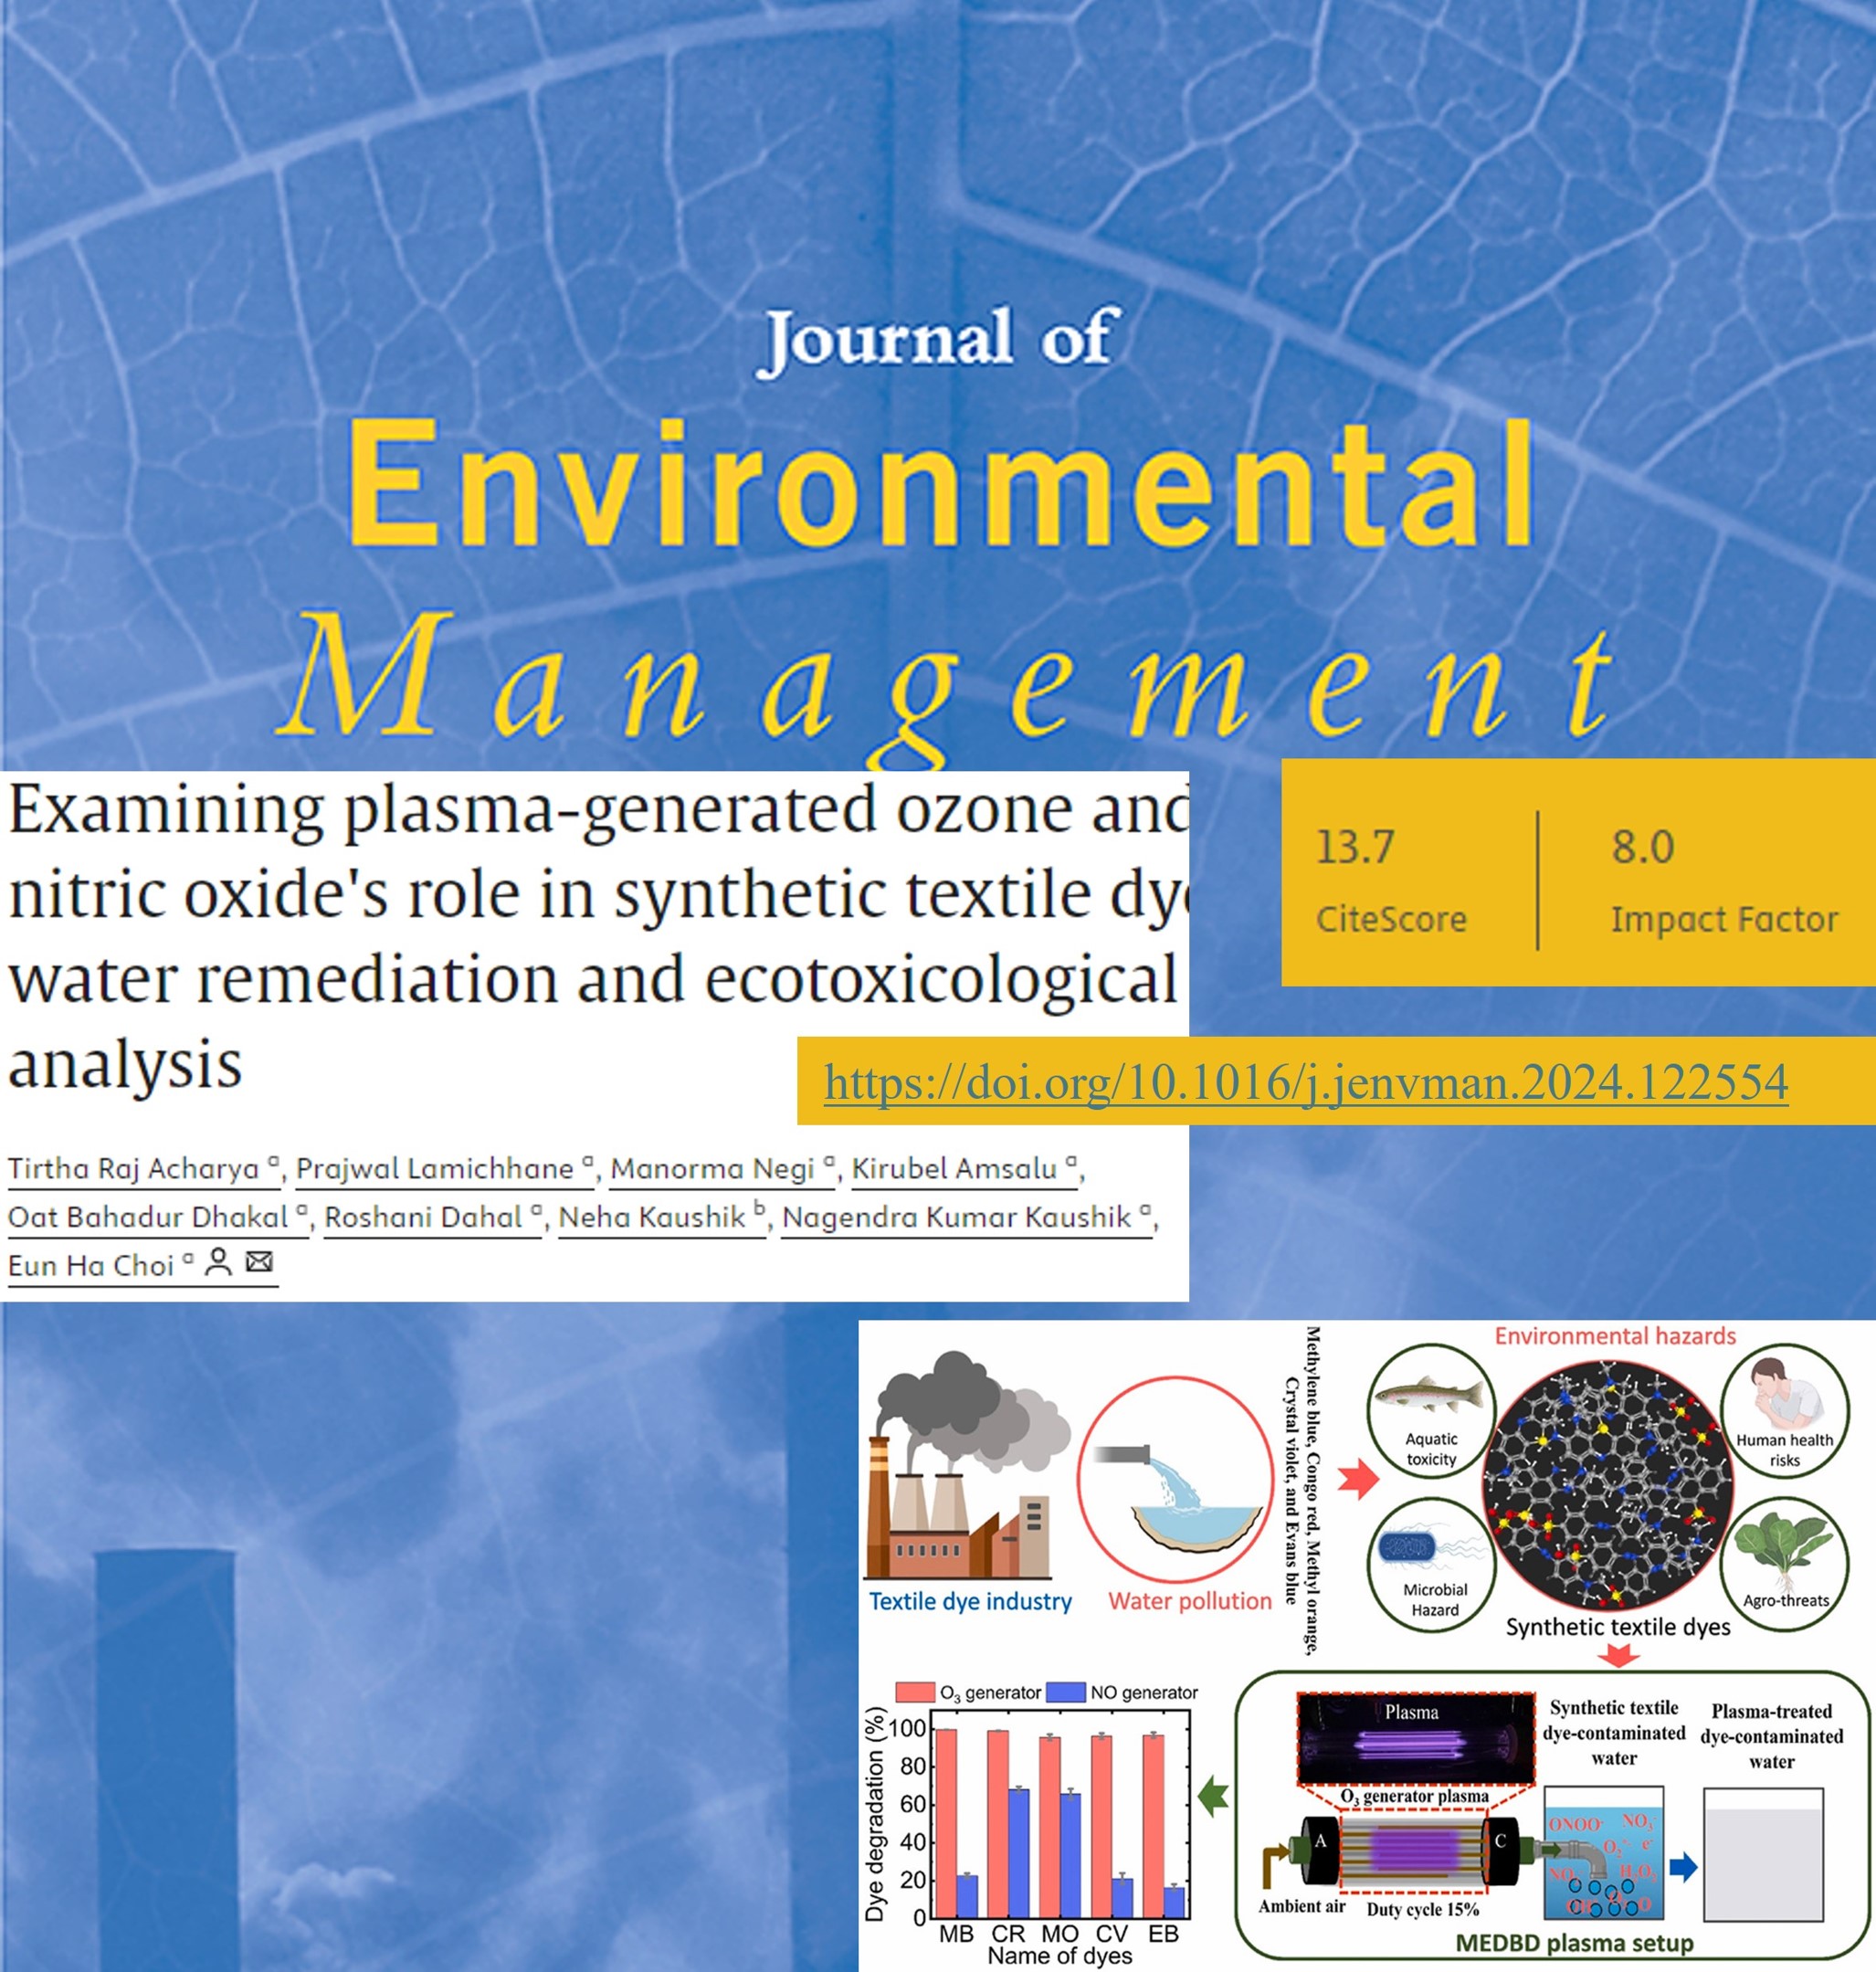 Journal of
Environmental
Management
Examining plasma-generated ozone and
nitric oxide's role in synthetic textile dy
water remediation and ecotoxicological
analysis
13.7
CiteScore
8.0
Impact Factor
https://doi.org/10.1016/j.jenvman.2024.122554
Tirtha Raj Acharya ᵃ, Prajwal Lamichhane ᵃ, Manorma Negi ᵃ, Kirubel Amsalu ᵃ,
Oat Bahadur Dhakal ᵃ, Roshani Dahal ᵃ, Neha Kaushik ᵇ, Nagendra Kumar Kaushik ᵃ,
Eun Ha Choi ᵃ
Textile dye industry
Water pollution
Methylene blue, Congo red, Methyl orange,
Crystal violet, and Evans blue
Environmental hazards
Aquatic
toxicity
Human health
risks
Microbial
Hazard
Agro-threats
Synthetic textile dyes
O₃ generator
NO generator
Dye degradation (%)
100
80
60
40
20
0
MB CR MO CV EB
Name of dyes
Plasma
O₃ generator plasma
A
C
Ambient air
Duty cycle 15%
Synthetic textile
dye-contaminated
water
ONOO⁻
e⁻
H₂O₂
Plasma-treated
dye-contaminated
water
MEDBD plasma setup